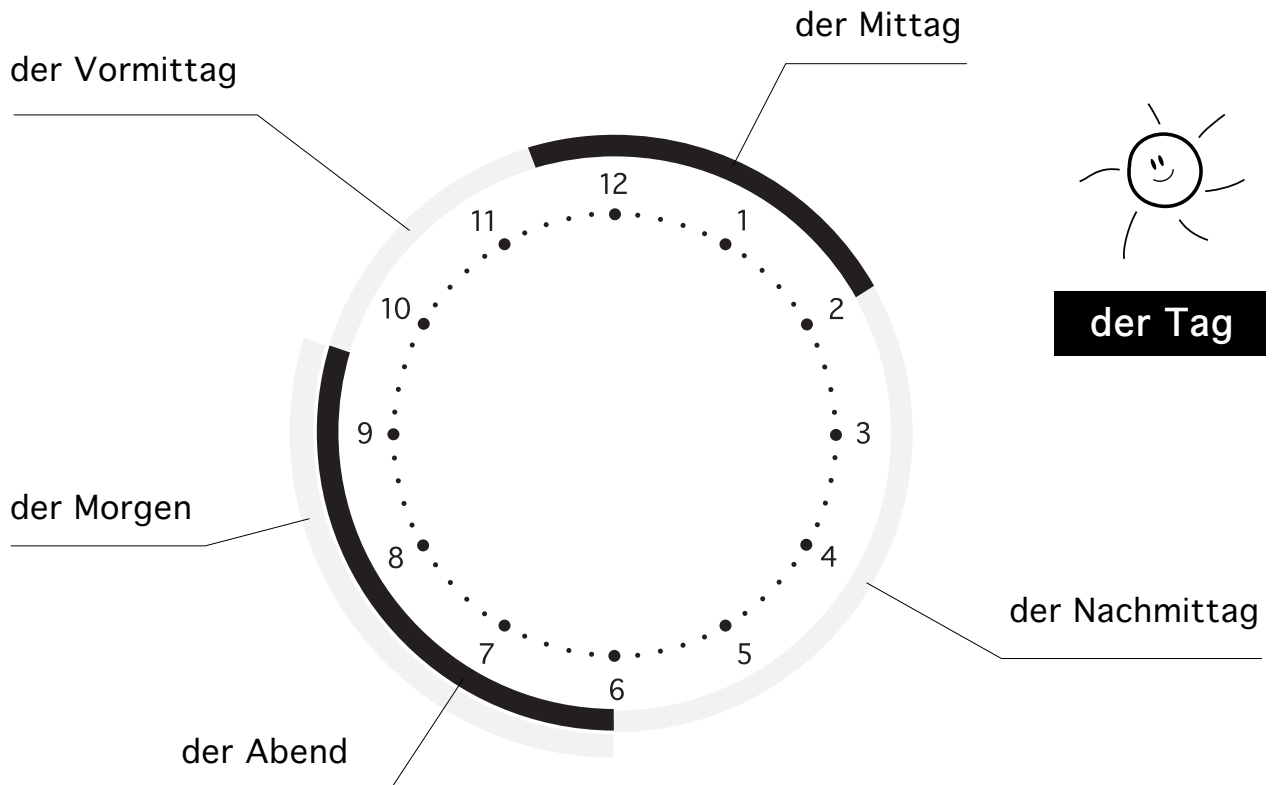 der Mittag
der Vormittag
12
11
1
10
2
der Tag
9
3
der Morgen
8
4
der Nachmittag
7
5
6
der Abend